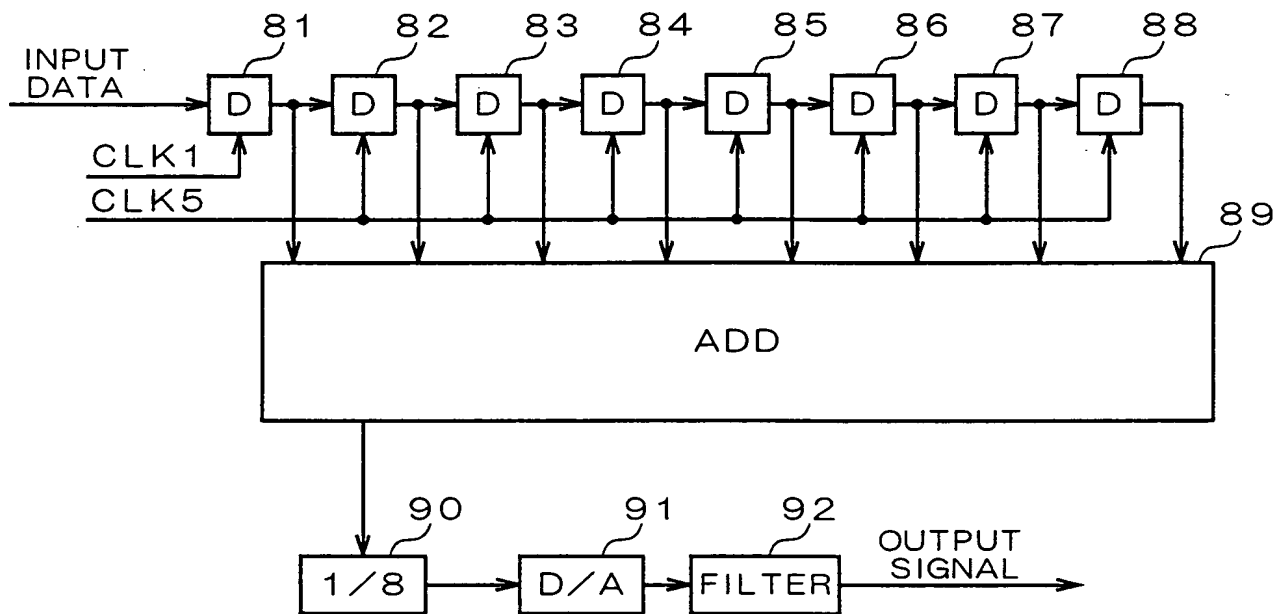 81 82 83 84 85 86 87 88
INPUT
DATA
D D D D D D D D
CLK1
CLK5
89
ADD
90 91 92
1/8 D/A FILTER
OUTPUT
SIGNAL